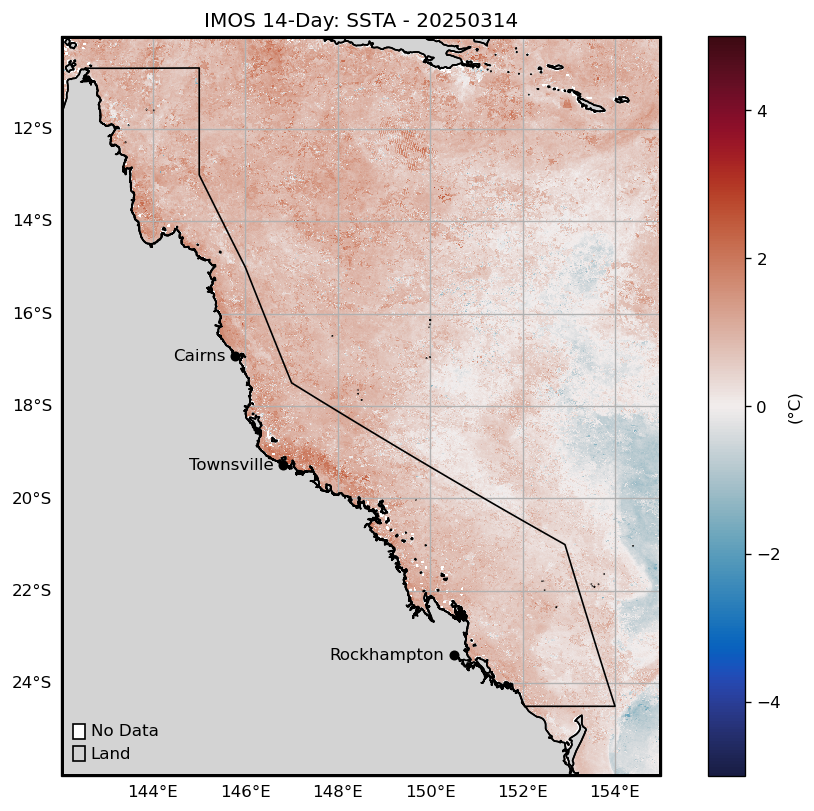 IMOS 14-Day: SSTA - 20250314
12°S
14°S
16°S
18°S
20°S
22°S
24°S
Cairns
Townsville
Rockhampton
No Data
Land
144°E 146°E 148°E 150°E 152°E 154°E
4
2
0
−2
−4
(°C)